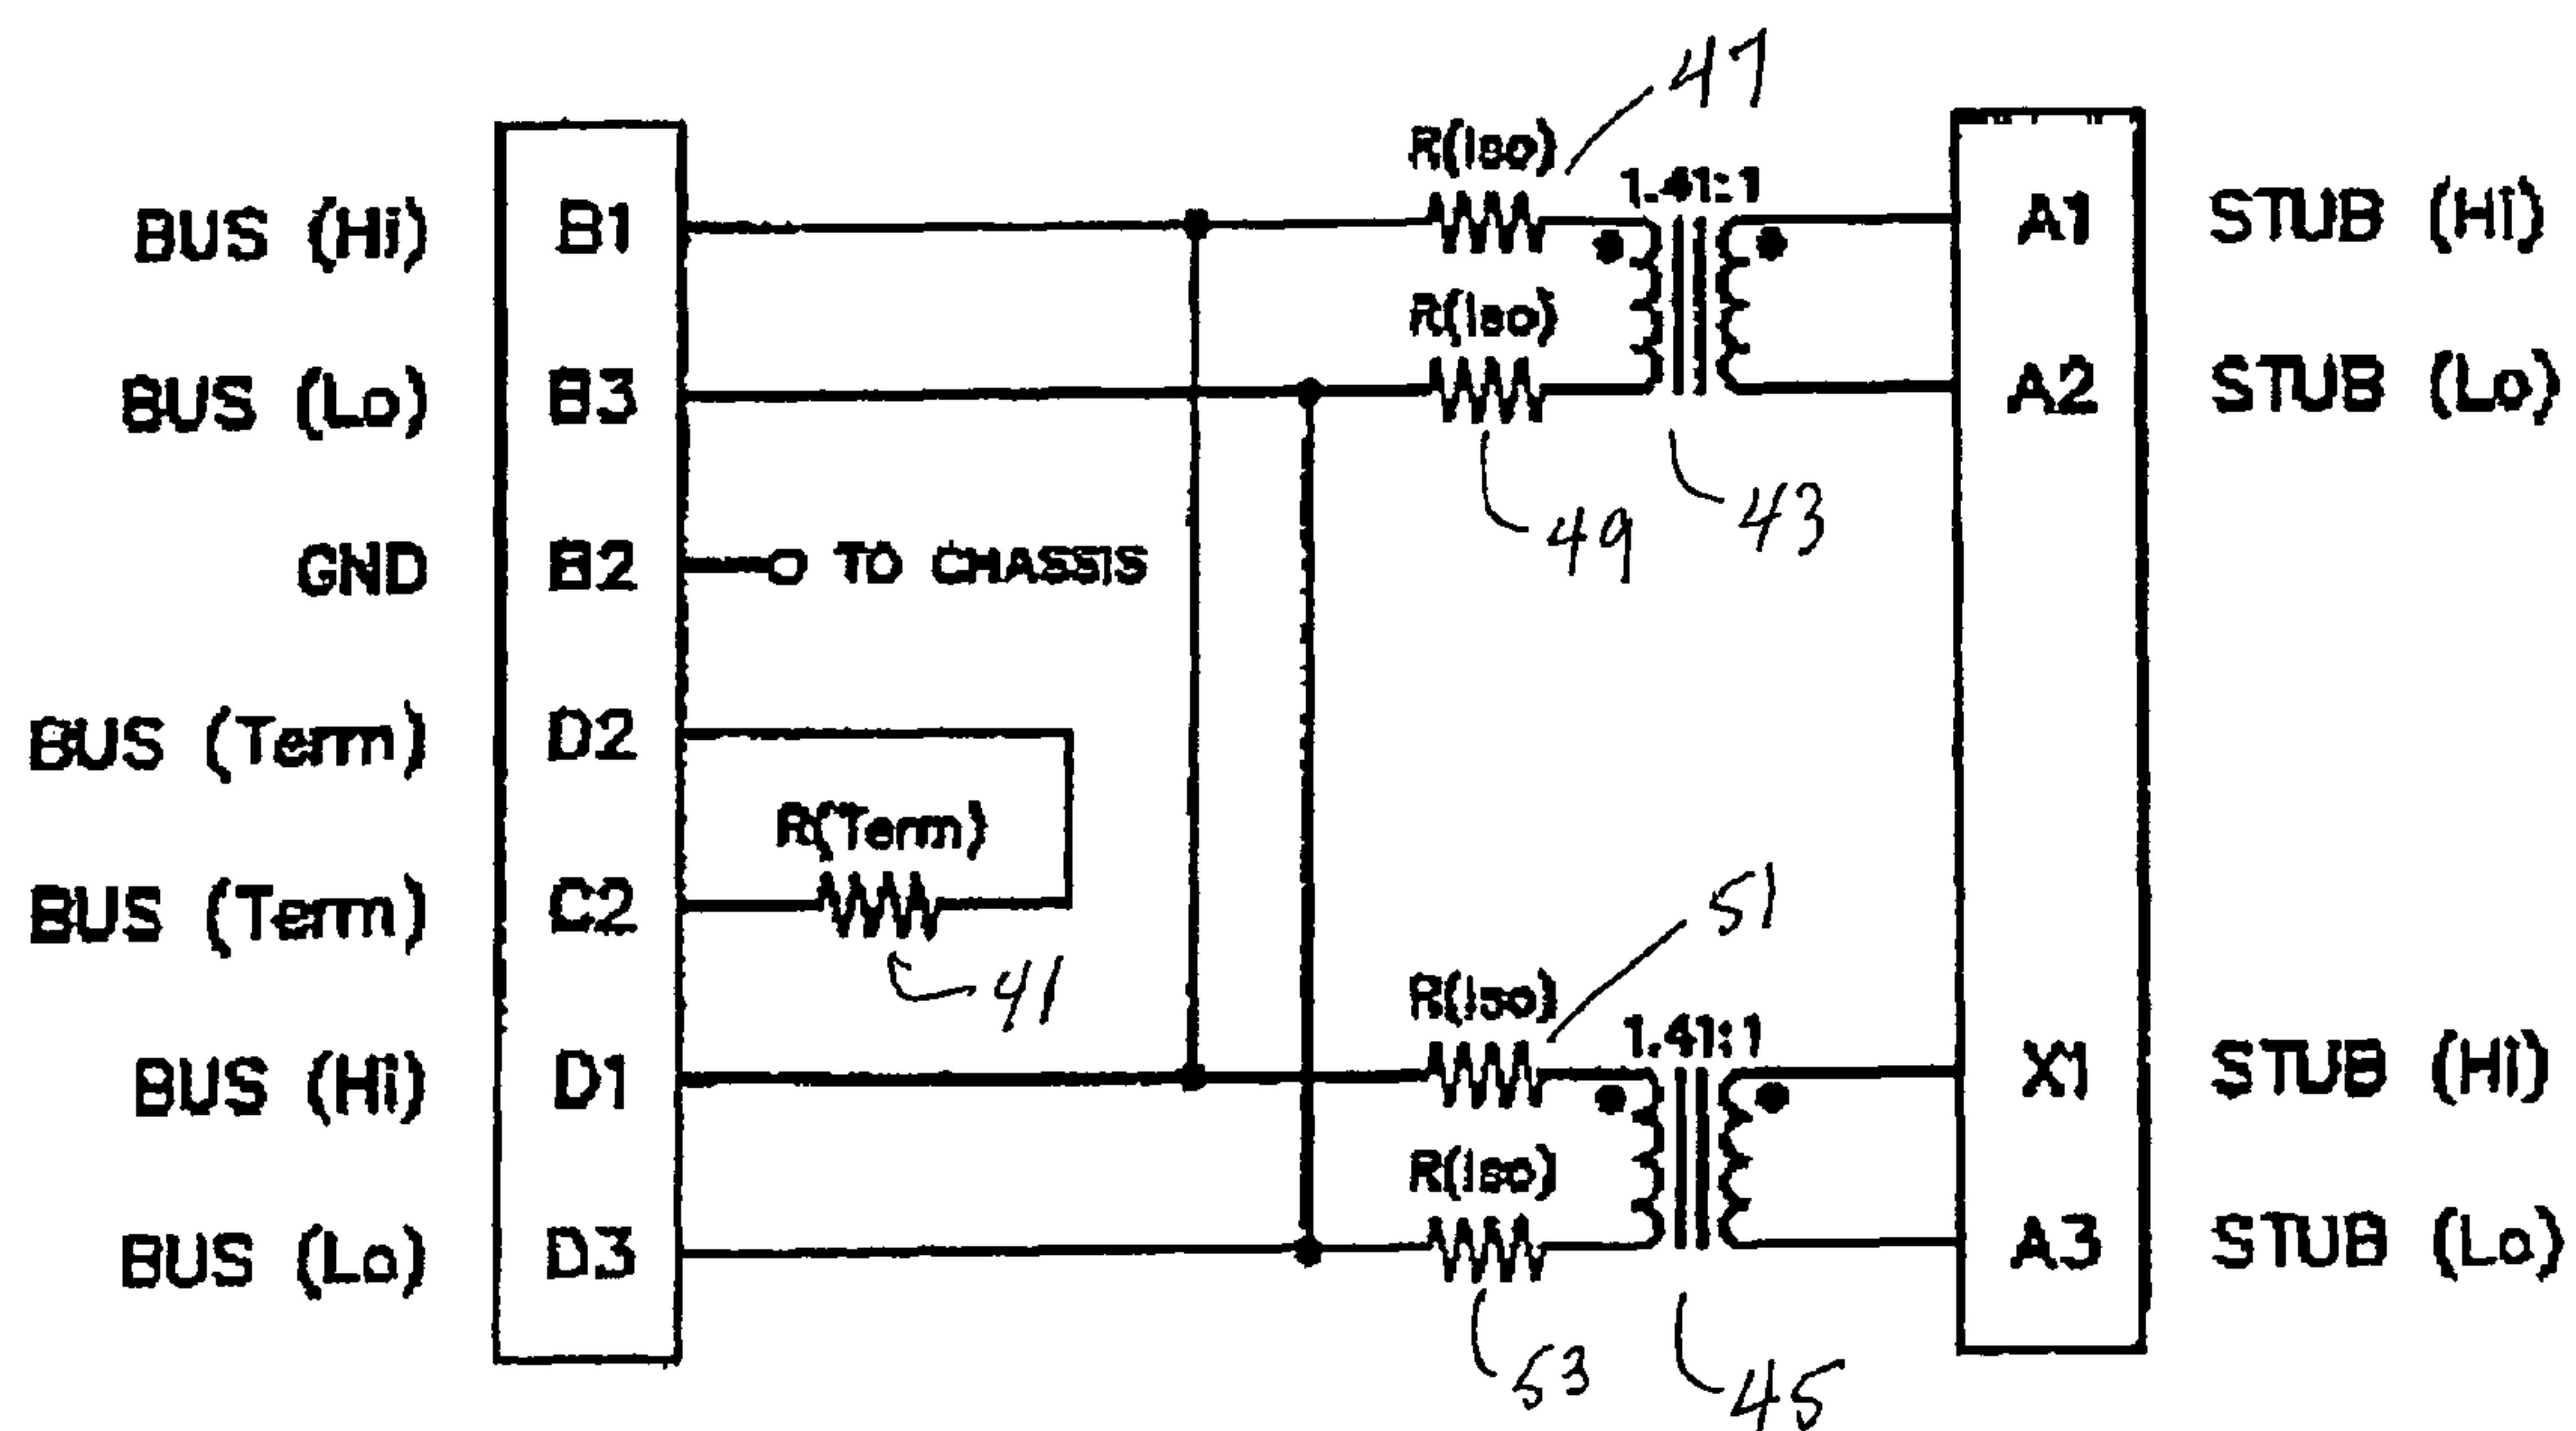 47
R(Iso)
1.41:1
BUS (Hi) B1 A1 STUB (Hi)
R(Iso)
BUS (Lo) B3 A2 STUB (Lo)
49 43
GND B2 TO CHASSIS
BUS (Term) D2
R(Term)
BUS (Term) C2
41
51
R(Iso)
1.41:1
BUS (Hi) D1 X1 STUB (Hi)
R(Iso)
BUS (Lo) D3 A3 STUB (Lo)
53 45